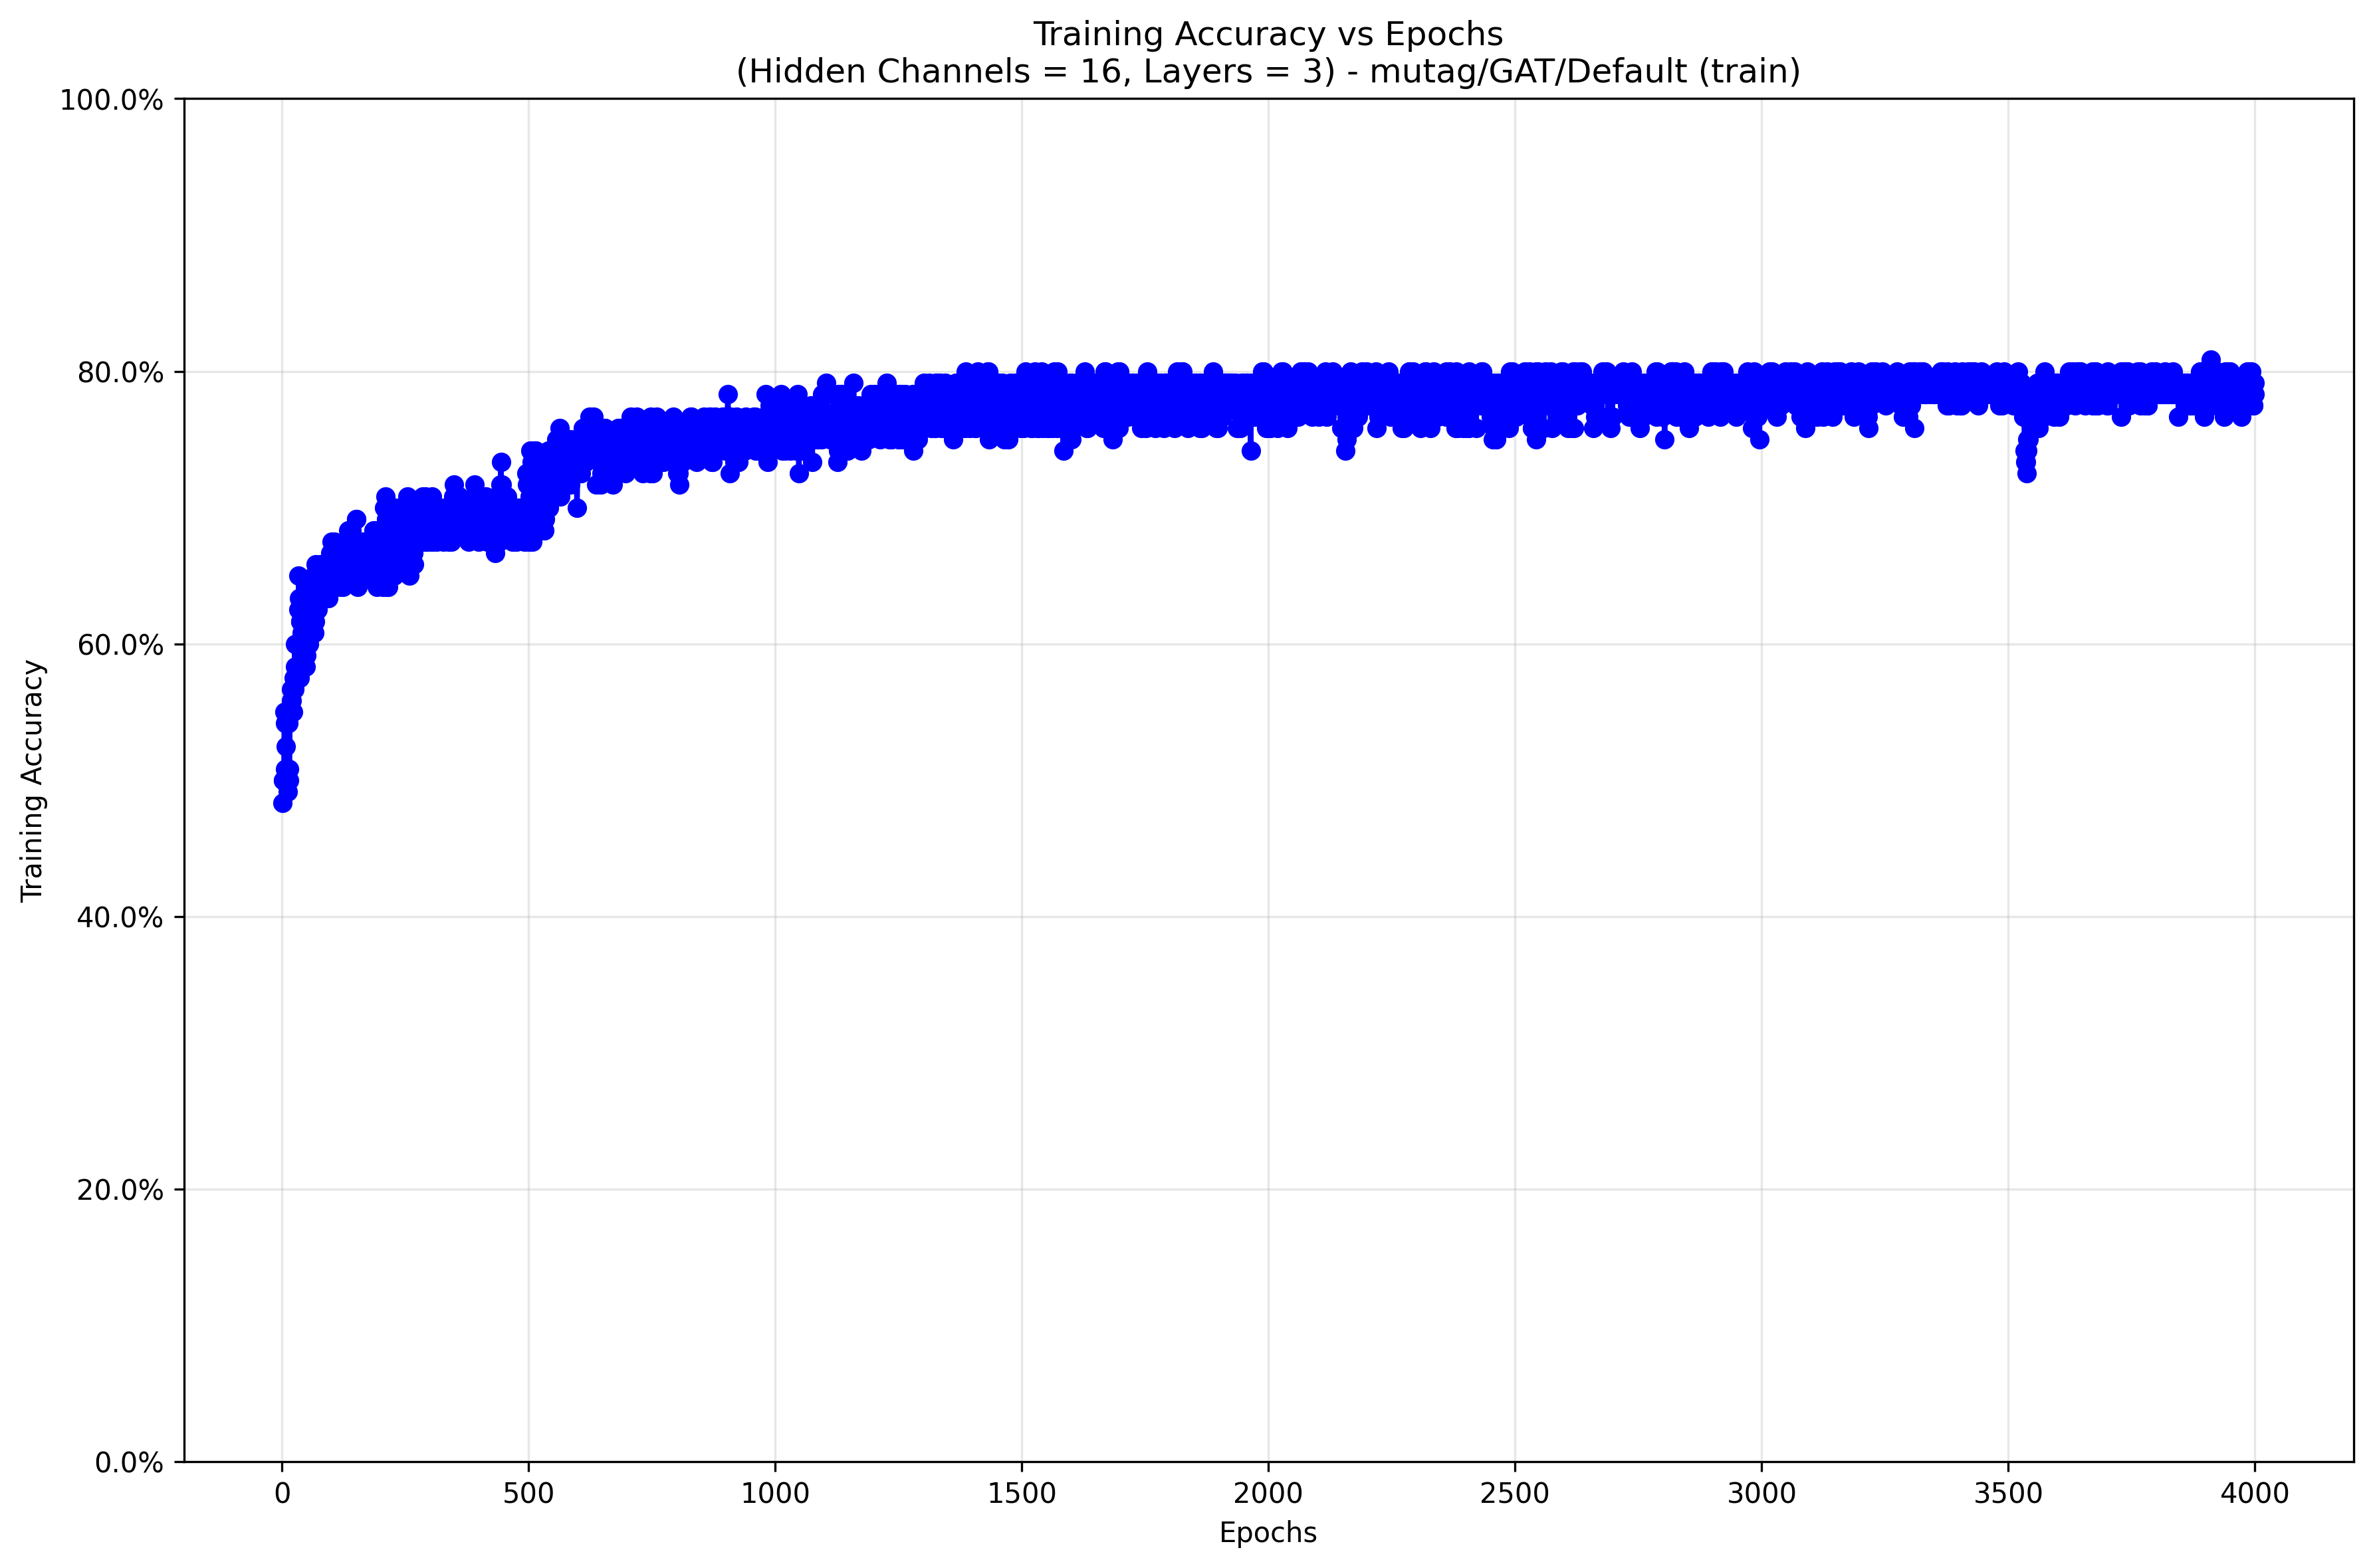 Training Accuracy vs Epochs
(Hidden Channels = 16, Layers = 3) - mutag/GAT/Default (train)
100.0%
80.0%
60.0%
40.0%
20.0%
0.0%
Training Accuracy
0 500 1000 1500 2000 2500 3000 3500 4000
Epochs